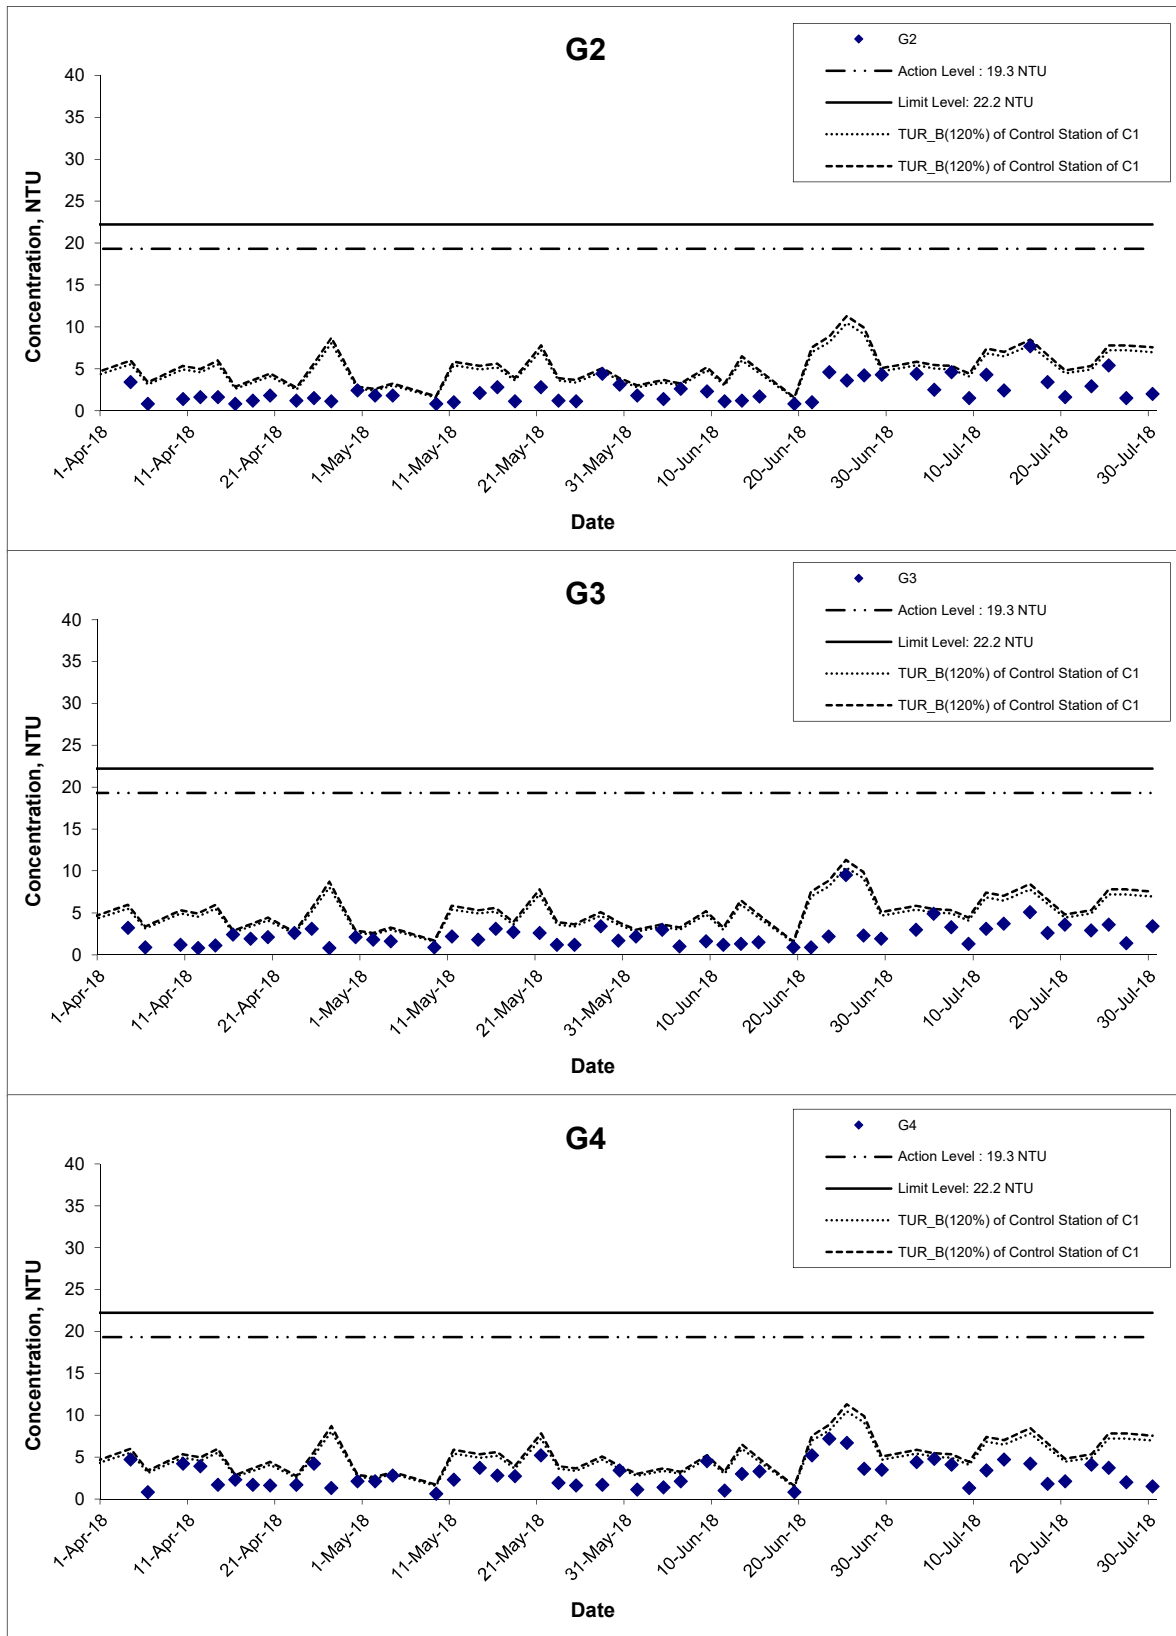 G2
G2
Action Level : 19.3 NTU
Limit Level: 22.2 NTU
TUR_B(120%) of Control Station of C1
TUR_B(120%) of Control Station of C1
Concentration, NTU
40
35
30
25
20
15
10
5
0
1-Apr-18
11-Apr-18
21-Apr-18
1-May-18
11-May-18
21-May-18
31-May-18
10-Jun-18
20-Jun-18
30-Jun-18
10-Jul-18
20-Jul-18
30-Jul-18
Date
G3
G3
Action Level : 19.3 NTU
Limit Level: 22.2 NTU
TUR_B(120%) of Control Station of C1
TUR_B(120%) of Control Station of C1
Concentration, NTU
40
35
30
25
20
15
10
5
0
1-Apr-18
11-Apr-18
21-Apr-18
1-May-18
11-May-18
21-May-18
31-May-18
10-Jun-18
20-Jun-18
30-Jun-18
10-Jul-18
20-Jul-18
30-Jul-18
Date
G4
G4
Action Level : 19.3 NTU
Limit Level: 22.2 NTU
TUR_B(120%) of Control Station of C1
TUR_B(120%) of Control Station of C1
Concentration, NTU
40
35
30
25
20
15
10
5
0
1-Apr-18
11-Apr-18
21-Apr-18
1-May-18
11-May-18
21-May-18
31-May-18
10-Jun-18
20-Jun-18
30-Jun-18
10-Jul-18
20-Jul-18
30-Jul-18
Date